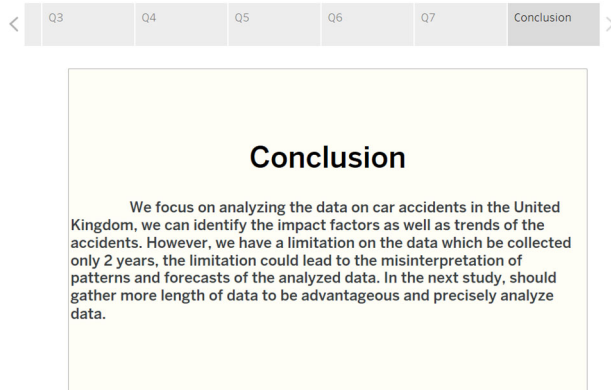 Q3
Q4
Q5
Q6
Q7
Conclusion
Conclusion
We focus on analyzing the data on car accidents in the United
Kingdom, we can identify the impact factors as well as trends of the
accidents. However, we have a limitation on the data which be collected
only 2 years, the limitation could lead to the misinterpretation of
patterns and forecasts of the analyzed data. In the next study, should
gather more length of data to be advantageous and precisely analyze
data.